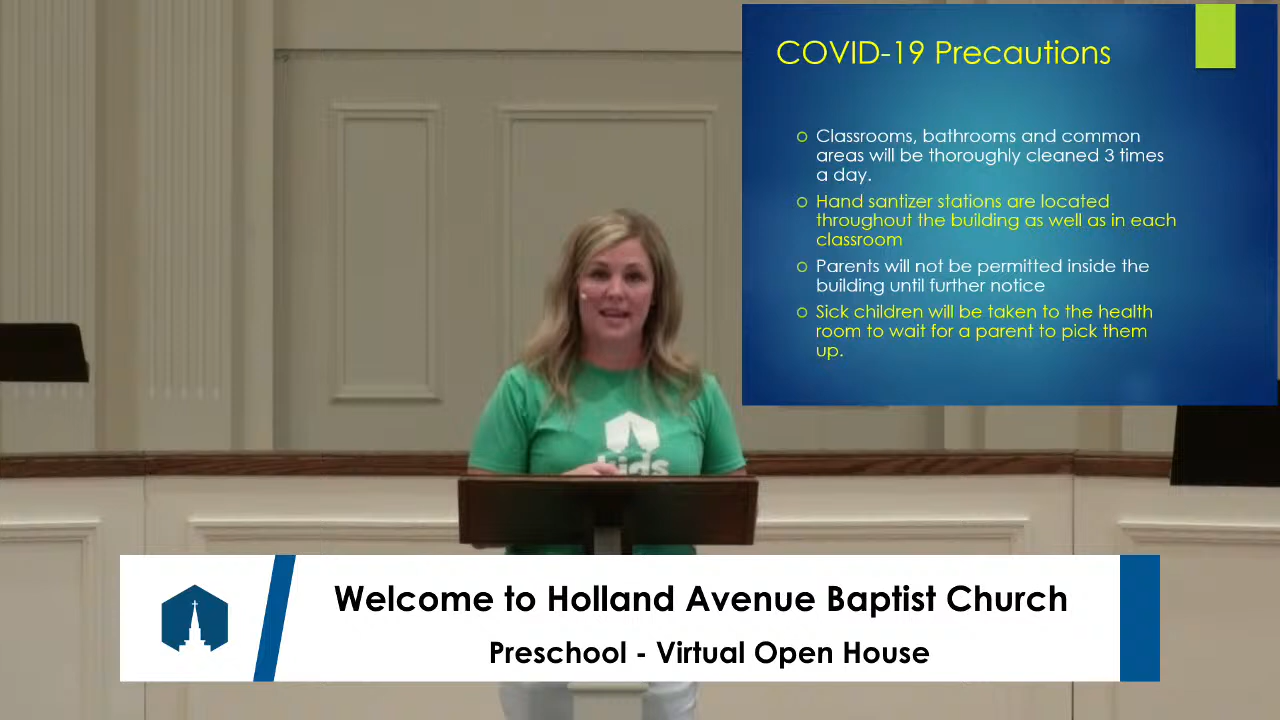 COVID-19 Precautions
Classrooms, bathrooms and common
areas will be thoroughly cleaned 3 times
a day.
Hand santizer stations are located
throughout the building as well as in each
classroom
Parents will not be permitted inside the
building until further notice
Sick children will be taken to the health
room to wait for a parent to pick them
up.
kids
Welcome to Holland Avenue Baptist Church
Preschool - Virtual Open House